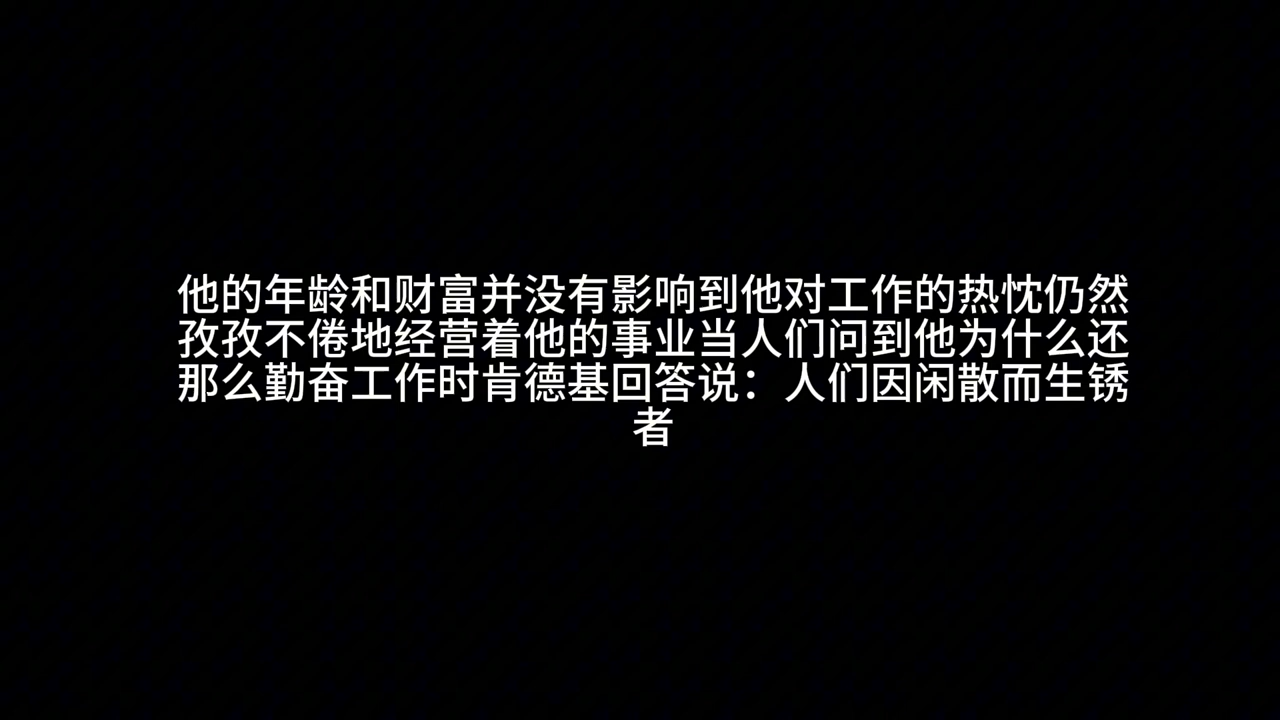 他的年龄和财富并没有影响到他对工作的热忱仍然
孜孜不倦地经营着他的事业当人们问到他为什么还
那么勤奋工作时肯德基回答说：人们因闲散而生锈
者